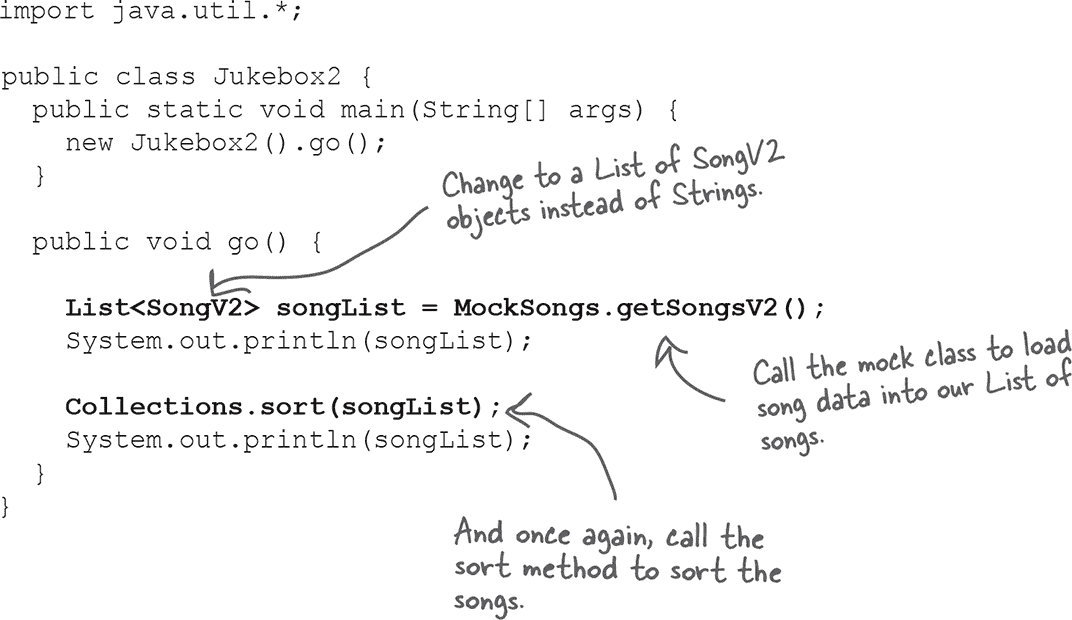 import java.util.*;
public class Jukebox2 {
public static void main(String[] args) {
new Jukebox2().go();
}
Change to a List of SongV2
objects instead of Strings.
public void go() {
List<SongV2> songList = MockSongs.getSongsV2();
System.out.println(songList);
Call the mock class to load
song data into our List of
songs.
Collections.sort(songList);
System.out.println(songList);
}
}
And once again, call the
sort method to sort the
songs.